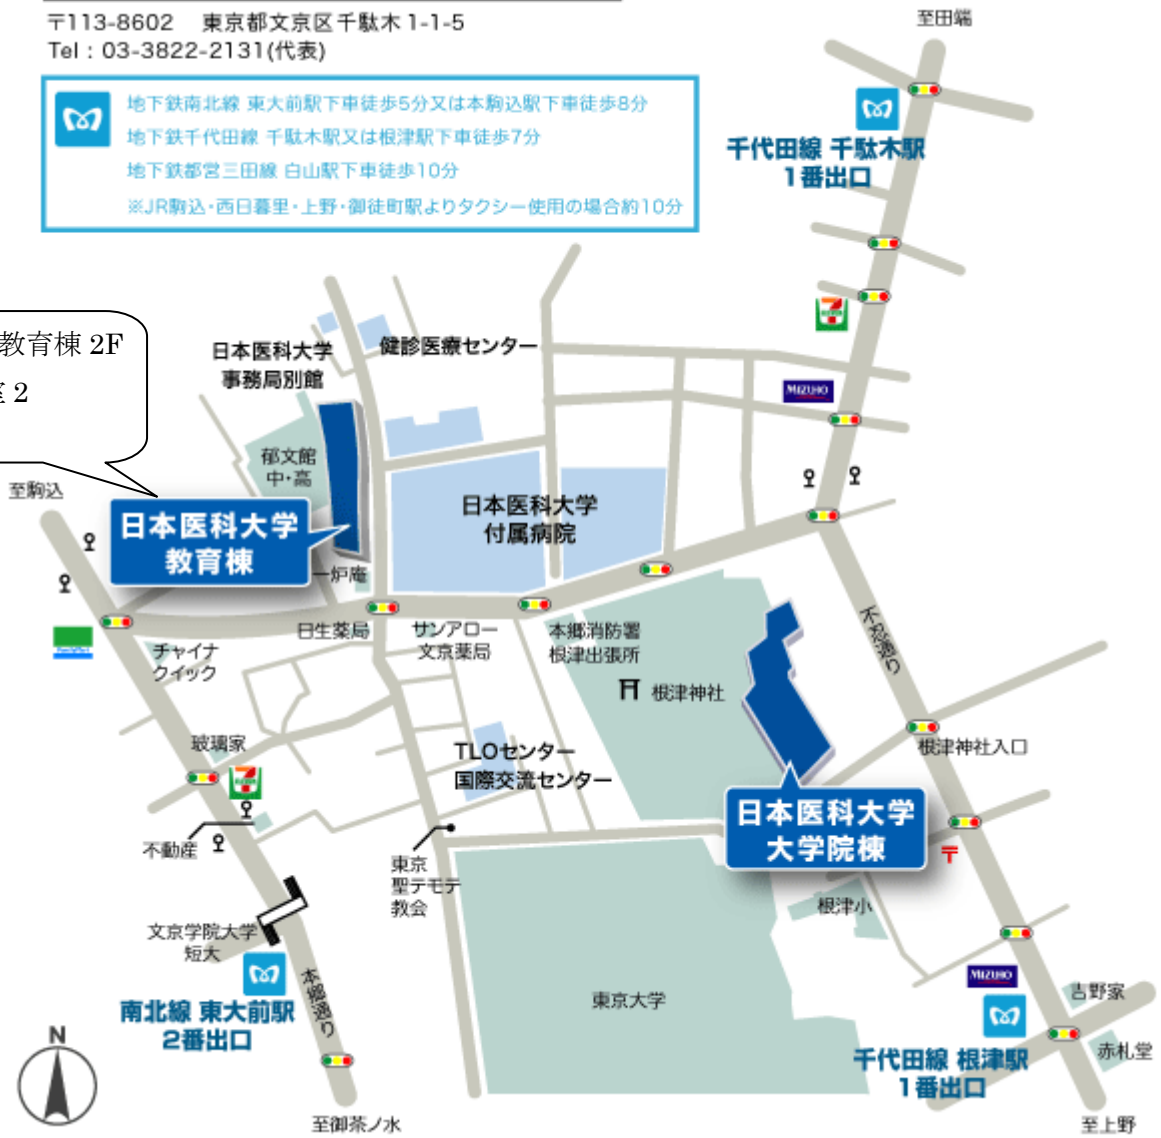 〒113-8602 東京都文京区千駄木1-1-5
Tel：03-3822-2131(代表)
地下鉄南北線 東大前駅下車徒歩5分又は本駒込駅下車徒歩8分
地下鉄千代田線 千駄木駅又は根津駅下車徒歩7分
地下鉄都営三田線 白山駅下車徒歩10分
※JR駒込・西日暮里・上野・御徒町駅よりタクシー使用の場合約10分
至田端
千代田線 千駄木駅
1番出口
教育棟 2F
2
日本医科大学
事務局別館
健診医療センター
MIZUHO
郁文館
中・高
至駒込
日本医科大学
教育棟
日本医科大学
付属病院
一炉庵
日生薬局
サンアロー
文京薬局
本郷消防署
根津出張所
根津神社
不忍通り
チャイナ
クイック
玻璃家
TLOセンター
国際交流センター
根津神社入口
日本医科大学
大学院棟
〒
不動産
東京
聖テモテ
教会
根津小
文京学院大学
短大
本郷通り
南北線 東大前駅
2番出口
東京大学
MIZUHO
吉野家
赤札堂
千代田線 根津駅
1番出口
N
至御茶ノ水
至上野